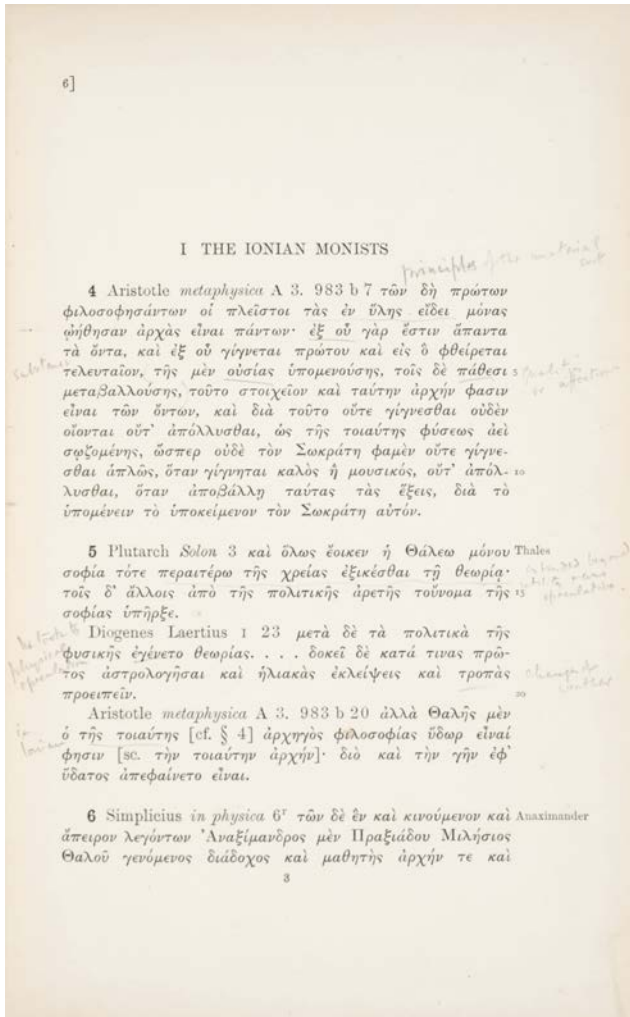 6]
I THE IONIAN MONISTS
principles of the material
sort
4 Aristotle metaphysica A 3. 983 b 7 τῶν δὴ πρώτων
φιλοσοφησάντων οἱ πλεῖστοι τὰς ἐν ὕλης εἴδει μόνας
ᾠήθησαν ἀρχὰς εἶναι πάντων· ἐξ οὗ γὰρ ἔστιν ἅπαντα
τὰ ὄντα, καὶ ἐξ οὗ γίγνεται πρώτου καὶ εἰς ὃ φθείρεται
τελευταῖον, τῆς μὲν οὐσίας ὑπομενούσης, τοῖς δὲ πάθεσι 5
μεταβαλλούσης, τοῦτο στοιχεῖον καὶ ταύτην ἀρχήν φασιν
εἶναι τῶν ὄντων, καὶ διὰ τοῦτο οὔτε γίγνεσθαι οὐδὲν
οἴονται οὔτ' ἀπόλλυσθαι, ὡς τῆς τοιαύτης φύσεως ἀεὶ
σῳζομένης, ὥσπερ οὐδὲ τὸν Σωκράτη φαμὲν οὔτε γίγνε-
σθαι ἁπλῶς, ὅταν γίγνηται καλὸς ἢ μουσικός, οὔτ' ἀπόλ- 10
λυσθαι, ὅταν ἀποβάλλῃ ταύτας τὰς ἕξεις, διὰ τὸ
ὑπομένειν τὸ ὑποκείμενον τὸν Σωκράτη αὐτόν.
5 Plutarch Solon 3 καὶ ὅλως ἔοικεν ἡ Θάλεω μόνου Thales
σοφία τότε περαιτέρω τῆς χρείας ἐξικέσθαι τῇ θεωρίᾳ·
τοῖς δ' ἄλλοις ἀπὸ τῆς πολιτικῆς ἀρετῆς τοὔνομα τῆς 15
σοφίας ὑπῆρξε.
Diogenes Laertius I 23 μετὰ δὲ τὰ πολιτικὰ τῆς
φυσικῆς ἐγένετο θεωρίας. . . . δοκεῖ δὲ κατά τινας πρῶ-
τος ἀστρολογῆσαι καὶ ἡλιακὰς ἐκλείψεις καὶ τροπὰς
προειπεῖν. 20
Aristotle metaphysica A 3. 983 b 20 ἀλλὰ Θαλῆς μὲν
ὁ τῆς τοιαύτης [cf. § 4] ἀρχηγὸς φιλοσοφίας ὕδωρ εἶναί
φησιν [sc. τὴν τοιαύτην ἀρχήν]· διὸ καὶ τὴν γῆν ἐφ'
ὕδατος ἀπεφαίνετο εἶναι.
6 Simplicius in physica 6r τῶν δὲ ἓν καὶ κινούμενον καὶ Anaximander
ἄπειρον λεγόντων Ἀναξίμανδρος μὲν Πραξιάδου Μιλήσιος
Θαλοῦ γενόμενος διάδοχος καὶ μαθητὴς ἀρχήν τε καὶ
3